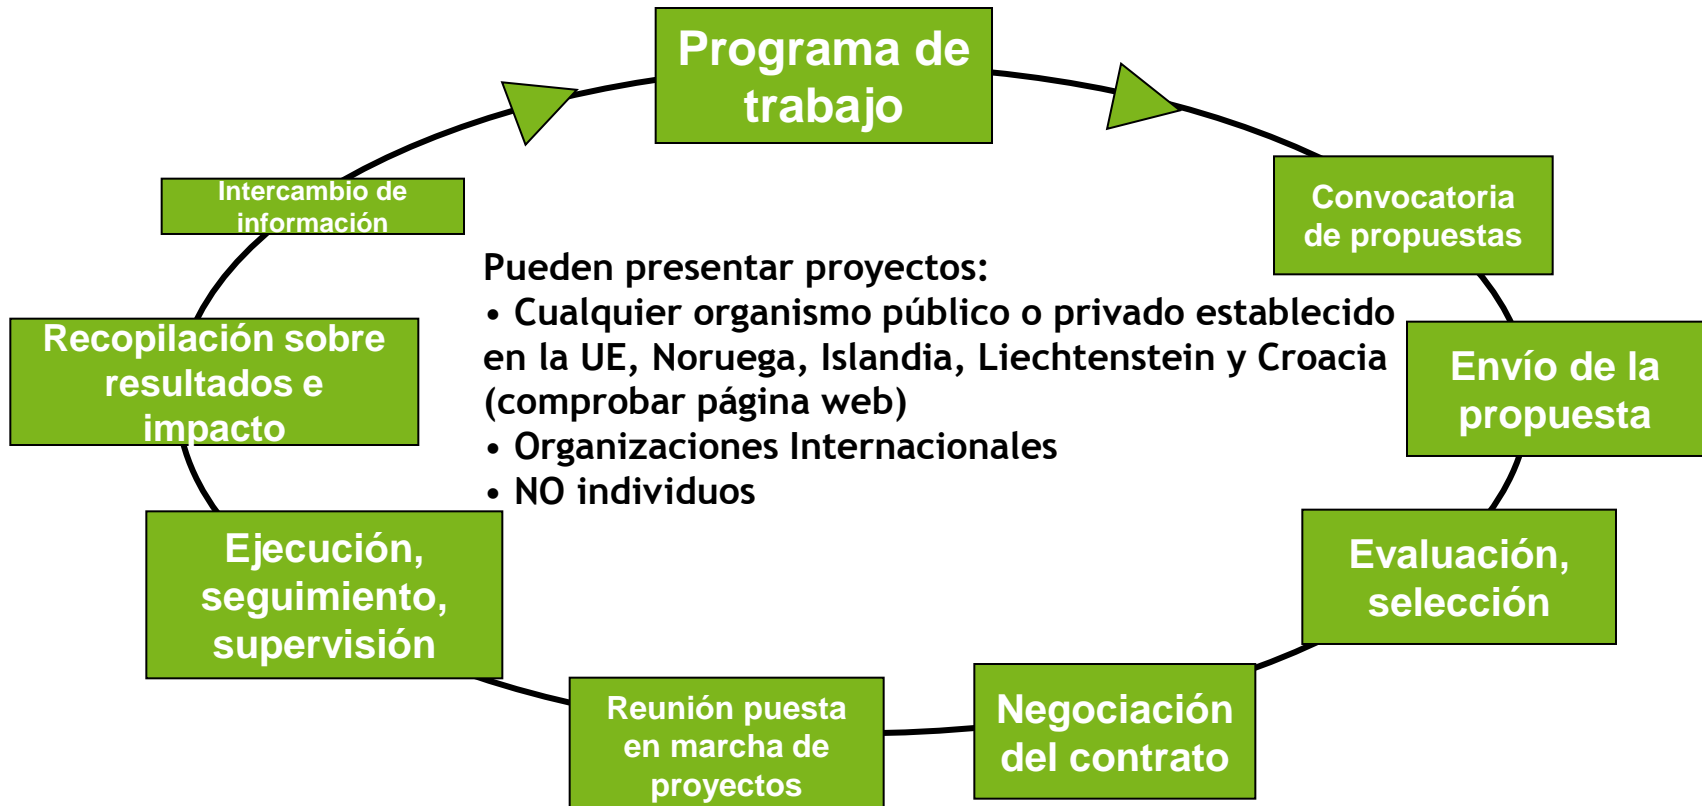 Programa de
trabajo
Convocatoria
de propuestas
Envío de la
propuesta
Evaluación,
selección
Negociación
del contrato
Reunión puesta
en marcha de
proyectos
Ejecución,
seguimiento,
supervisión
Recopilación sobre
resultados e
impacto
Intercambio de
información
Pueden presentar proyectos:
• Cualquier organismo público o privado establecido
en la UE, Noruega, Islandia, Liechtenstein y Croacia
(comprobar página web)
• Organizaciones Internacionales
• NO individuos